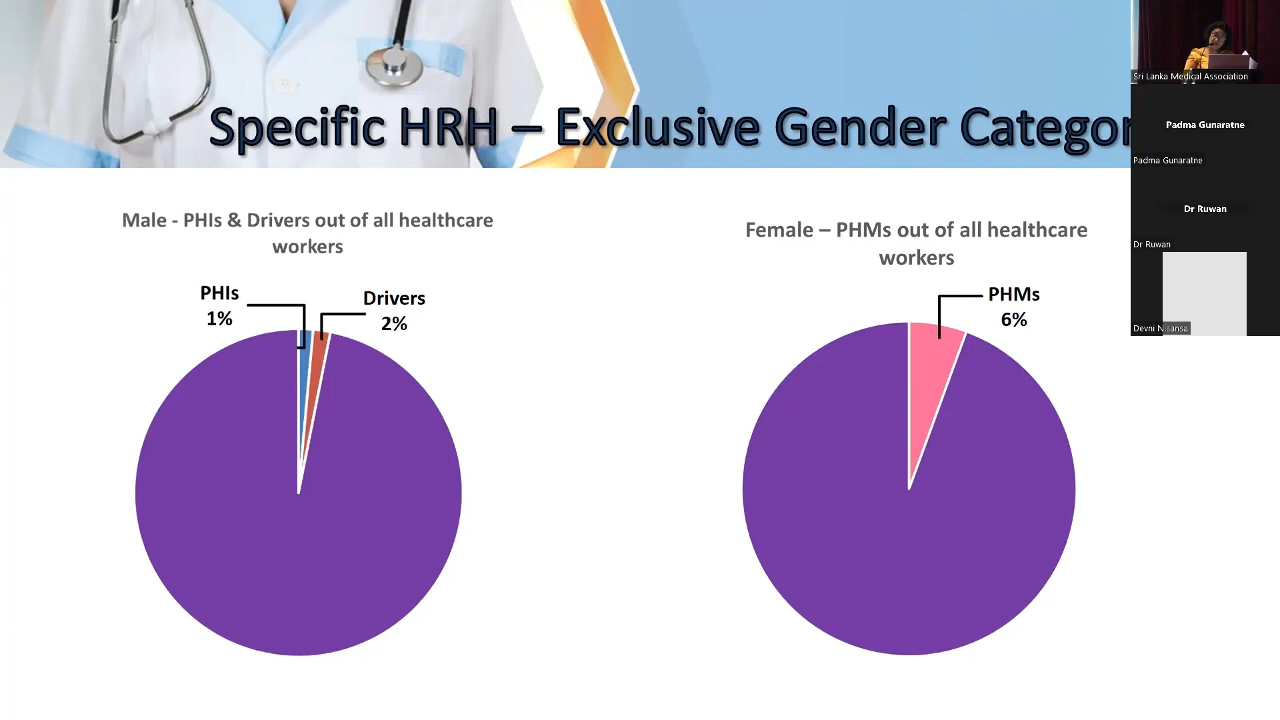 Specific HRH – Exclusive Gender Categor
Male - PHIs & Drivers out of all healthcare
workers
PHIs
1%
Drivers
2%
Female – PHMs out of all healthcare
workers
PHMs
6%
Sri Lanka Medical Association
Padma Gunaratne
Padma Gunaratne
Dr Ruwan
Dr Ruwan
Devni Nisansa